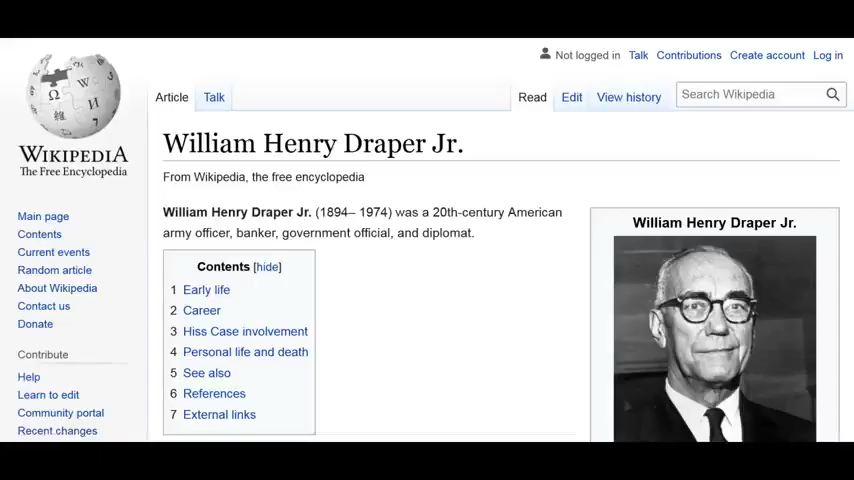 Not logged in Talk Contributions Create account Log in
Article Talk Read Edit View history Search Wikipedia
WIKIPEDIA
The Free Encyclopedia
Main page
Contents
Current events
Random article
About Wikipedia
Contact us
Donate
Contribute
Help
Learn to edit
Community portal
Recent changes
William Henry Draper Jr.
From Wikipedia, the free encyclopedia
William Henry Draper Jr. (1894– 1974) was a 20th-century American
army officer, banker, government official, and diplomat.
Contents [hide]
1 Early life
2 Career
3 Hiss Case involvement
4 Personal life and death
5 See also
6 References
7 External links
William Henry Draper Jr.